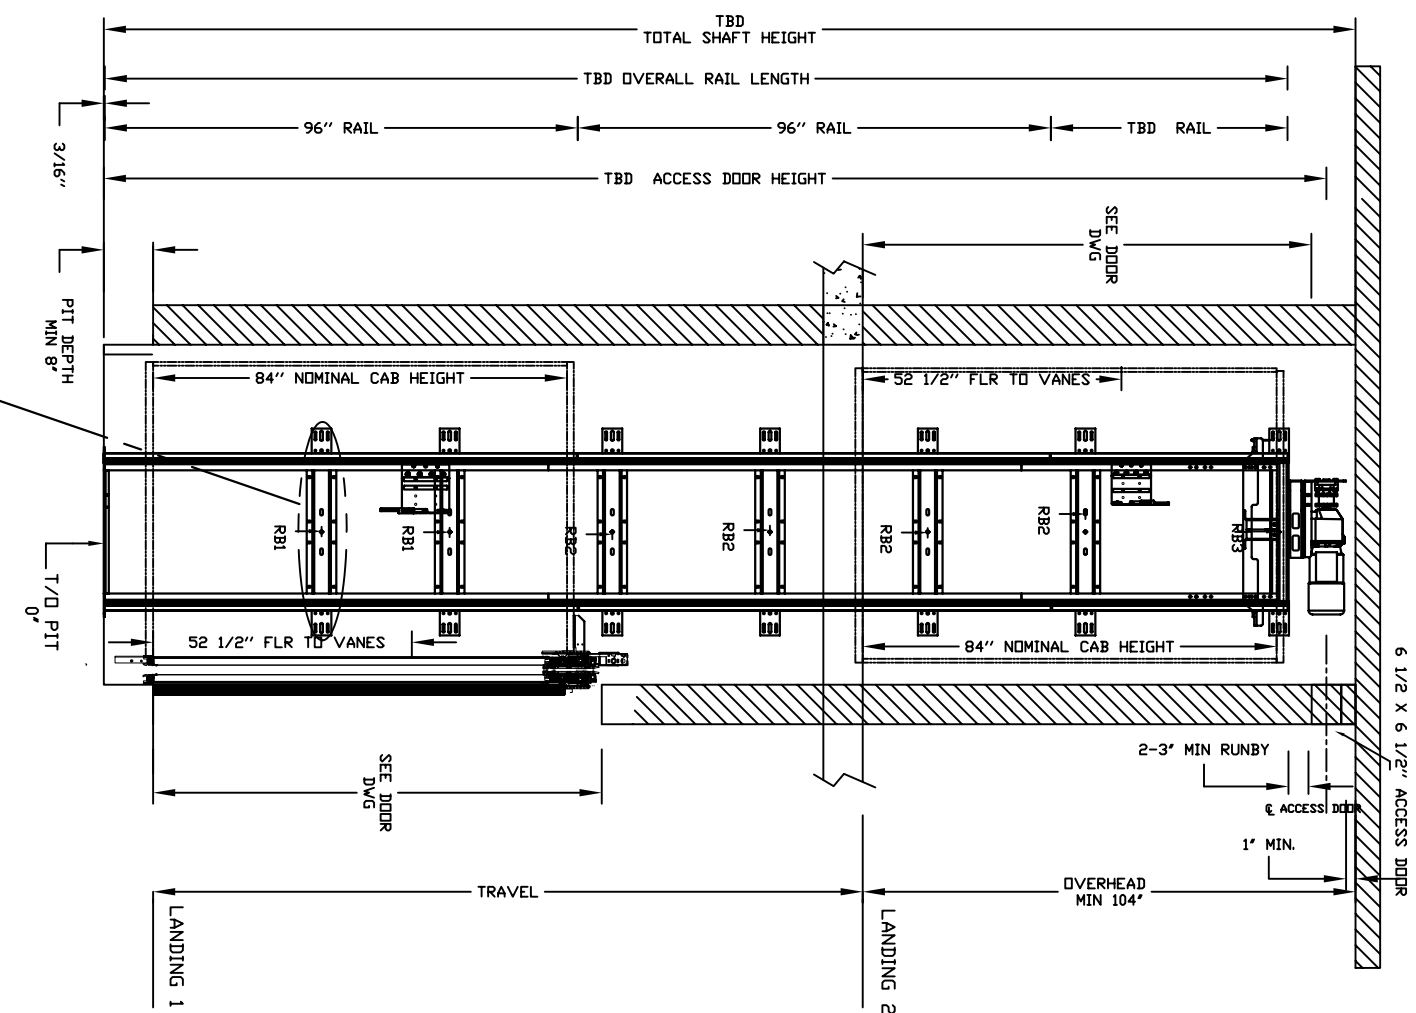 TBD
TOTAL SHAFT HEIGHT
TBD OVERALL RAIL LENGTH
96″ RAIL
96″ RAIL
TBD RAIL
TBD ACCESS DOOR HEIGHT
3/16″
PIT DEPTH
MIN 8"
SEE DOOR
DWG
84″ NOMINAL CAB HEIGHT
52 1/2″ FLR TO VANES
RB1
RB1
RB2
RB2
RB2
RB2
RB3
T/O PIT
0"
52 1/2″ FLR TO VANES
84″ NOMINAL CAB HEIGHT
6 1/2 X 6 1/2″ ACCESS DOOR
2-3" MIN RUNBY
SEE DOOR
DWG
℄ ACCESS DOOR
1" MIN.
TRAVEL
OVERHEAD
MIN 104"
LANDING 1
LANDING 2